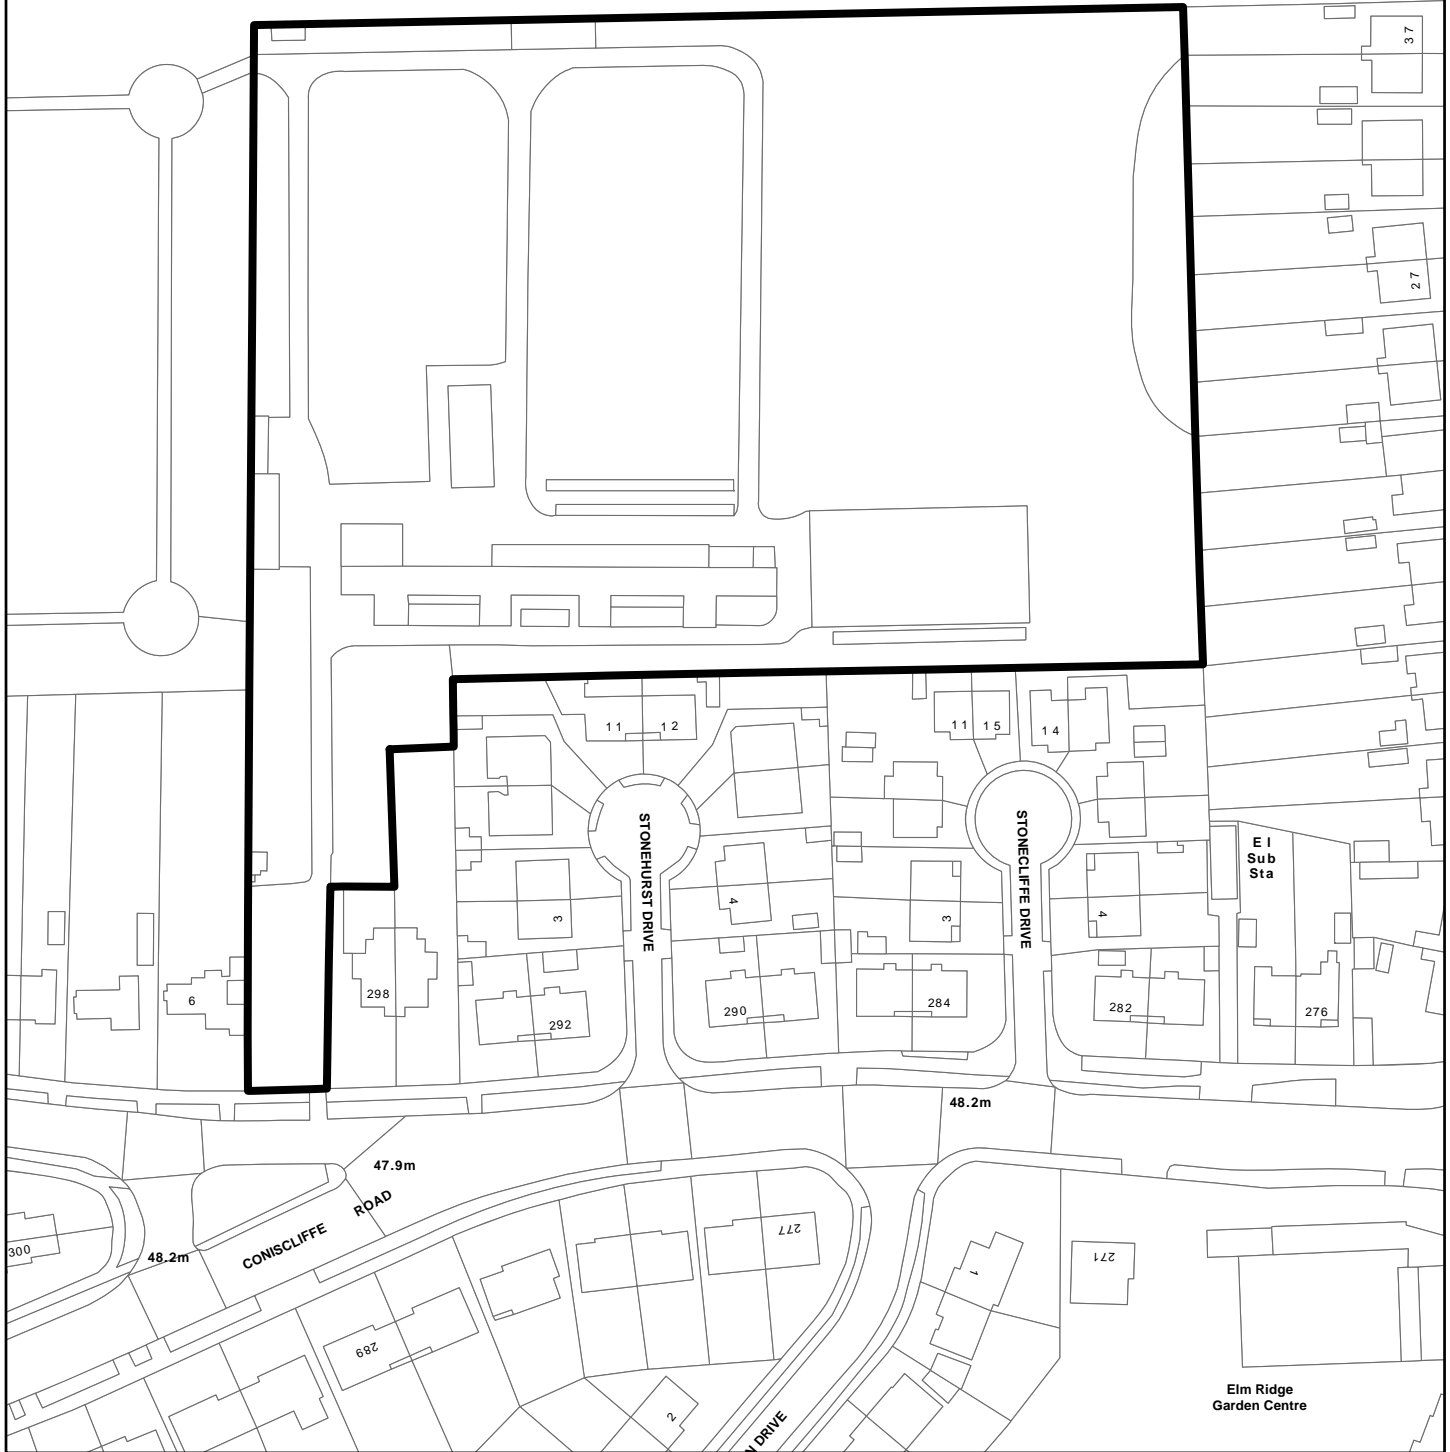 37
27
11 12
11 15
14
STONEHURST DRIVE
STONECLIFFE DRIVE
El
Sub
Sta
3
4
3
4
6
298
292
290
284
282
276
48.2m
47.9m
CONISCLIFFE ROAD
48.2m
300
277
271
1
289
2
N DRIVE
Elm Ridge
Garden Centre